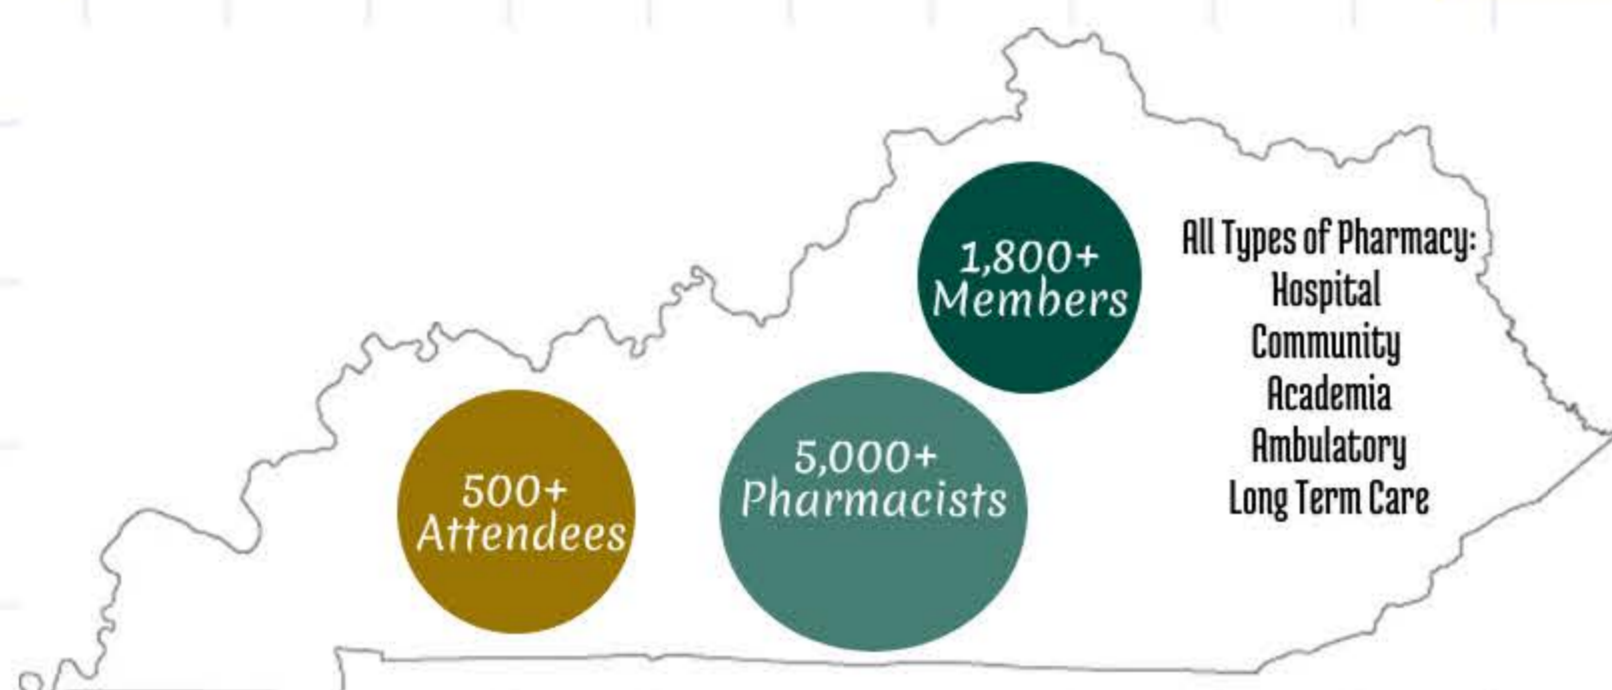 1,800+
Members
All Types of Pharmacy:
Hospital
Community
Academia
Ambulatory
Long Term Care
500+
Attendees
5,000+
Pharmacists